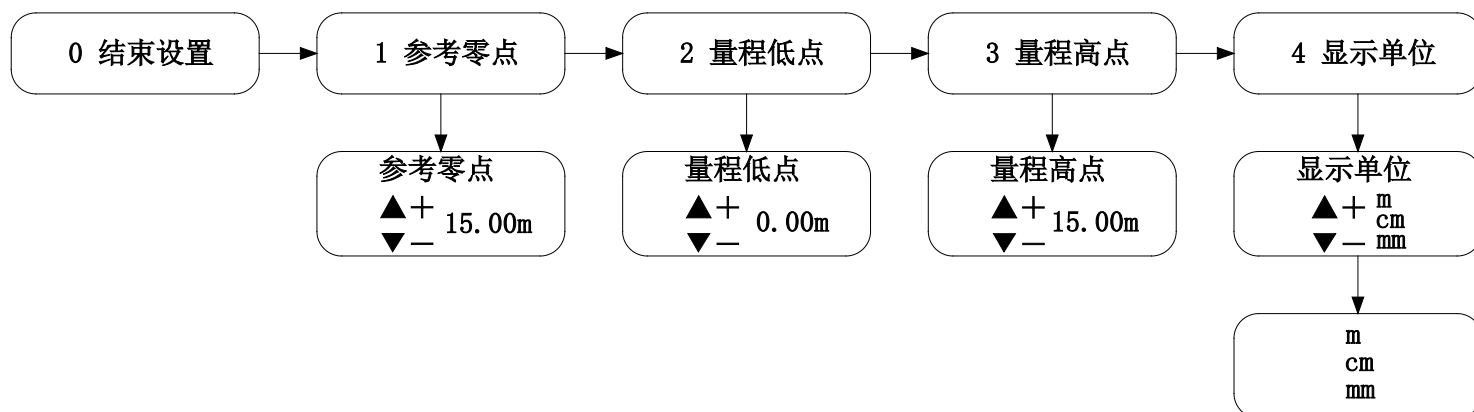 0 结束设置
1 参考零点
2 量程低点
3 量程高点
4 显示单位
参考零点
▲+
15.00m
▼-
量程低点
▲+
0.00m
▼-
量程高点
▲+
15.00m
▼-
显示单位
▲+ m
cm
▼- mm
m
cm
mm